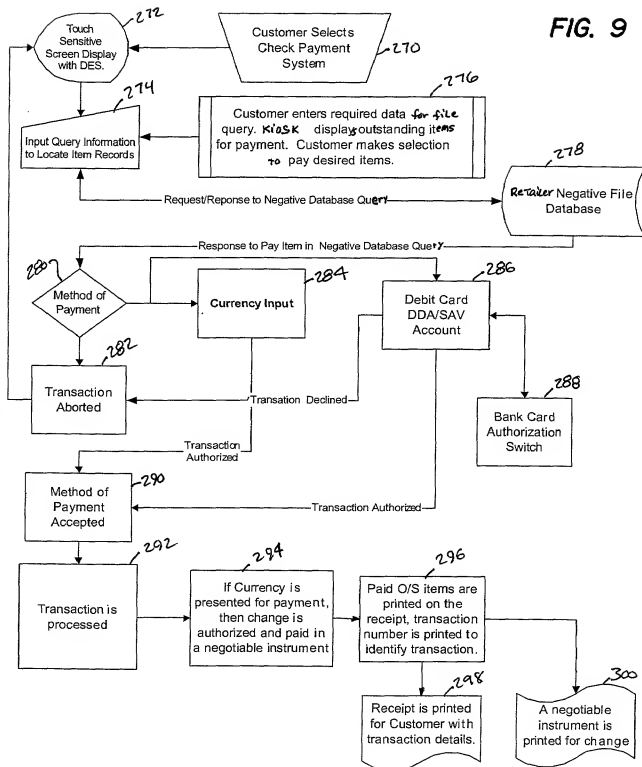 FIG. 9
272
Touch
Sensitive
Screen Display
with DES.
Customer Selects
Check Payment
System
270
274
Input Query Information
to Locate Item Records
276
Customer enters required data for file
query. Kiosk displays outstanding items
for payment. Customer makes selection
to pay desired items.
278
Retailer Negative File
Database
Request/Reponse to Negative Database Query
Response to Pay Item in Negative Database Query
280
Method of
Payment
284
Currency Input
286
Debit Card
DDA/SAV
Account
282
Transaction
Aborted
Transation Declined
288
Bank Card
Authorization
Switch
Transaction
Authorized
290
Method of
Payment
Accepted
Transaction Authorized
292
Transaction is
processed
294
If Currency is
presented for payment,
then change is
authorized and paid in
a negotiable instrument
296
Paid O/S items are
printed on the
receipt, transaction
number is printed to
identify transaction.
298
Receipt is printed
for Customer with
transaction details.
300
A negotiable
instrument is
printed for change